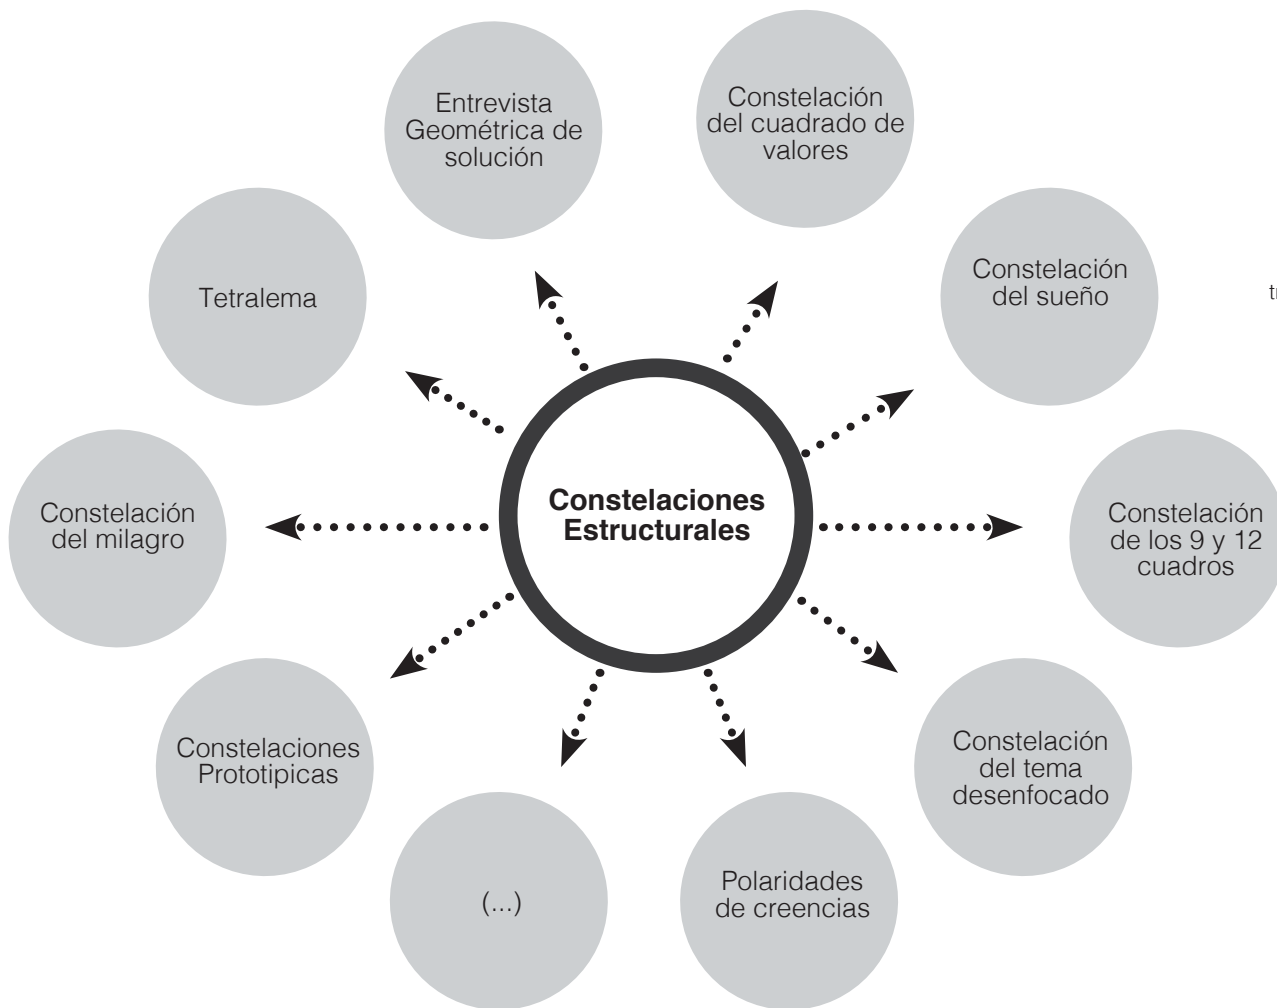 Entrevista
Geométrica de
solución
Constelación
del cuadrado de
valores
Tetralema
Constelación
del sueño
Constelaciones
Estructurales
Constelación
del milagro
Constelación
de los 9 y 12
cuadros
Constelaciones
Prototipicas
Constelación
del tema
desenfocado
(...)
Polaridades
de creencias